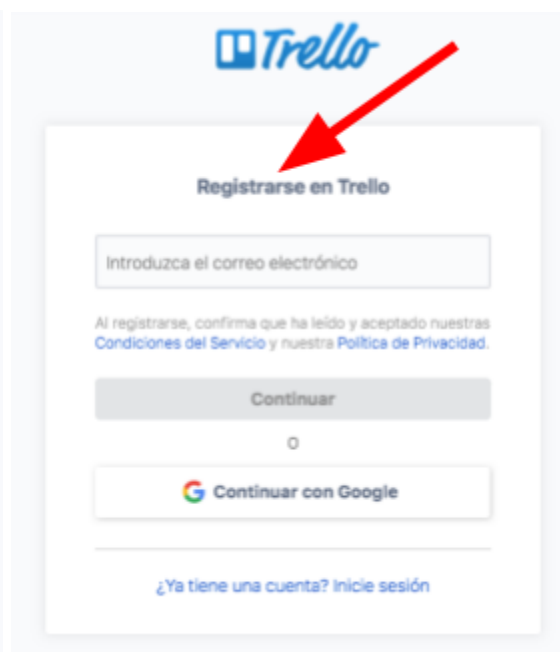 Trello
Registrarse en Trello
Introduzca el correo electrónico
Al registrarse, confirma que ha leído y aceptado nuestras
Condiciones del Servicio y nuestra Política de Privacidad.
Continuar
O
Continuar con Google
¿Ya tiene una cuenta? Inicie sesión